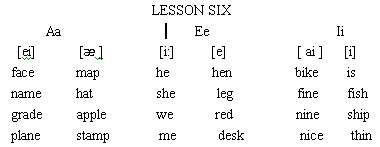 LESSON SIX
Aa Ee Ii
[ei] [æ] [i:] [e] [ai] [i]
face map he hen bike is
name hat she leg fine fish
grade apple we red nine ship
plane stamp me desk nice thin